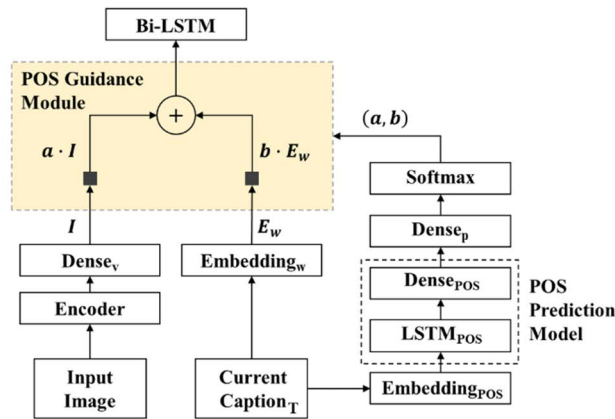 Bi-LSTM
POS Guidance
Module
+
(a, b)
a · I
b · E_w
Softmax
I
E_w
Dense_p
Dense_v
Embedding_w
Dense_POS
POS
Prediction
Model
Encoder
LSTM_POS
Input
Image
Current
Caption_T
Embedding_POS